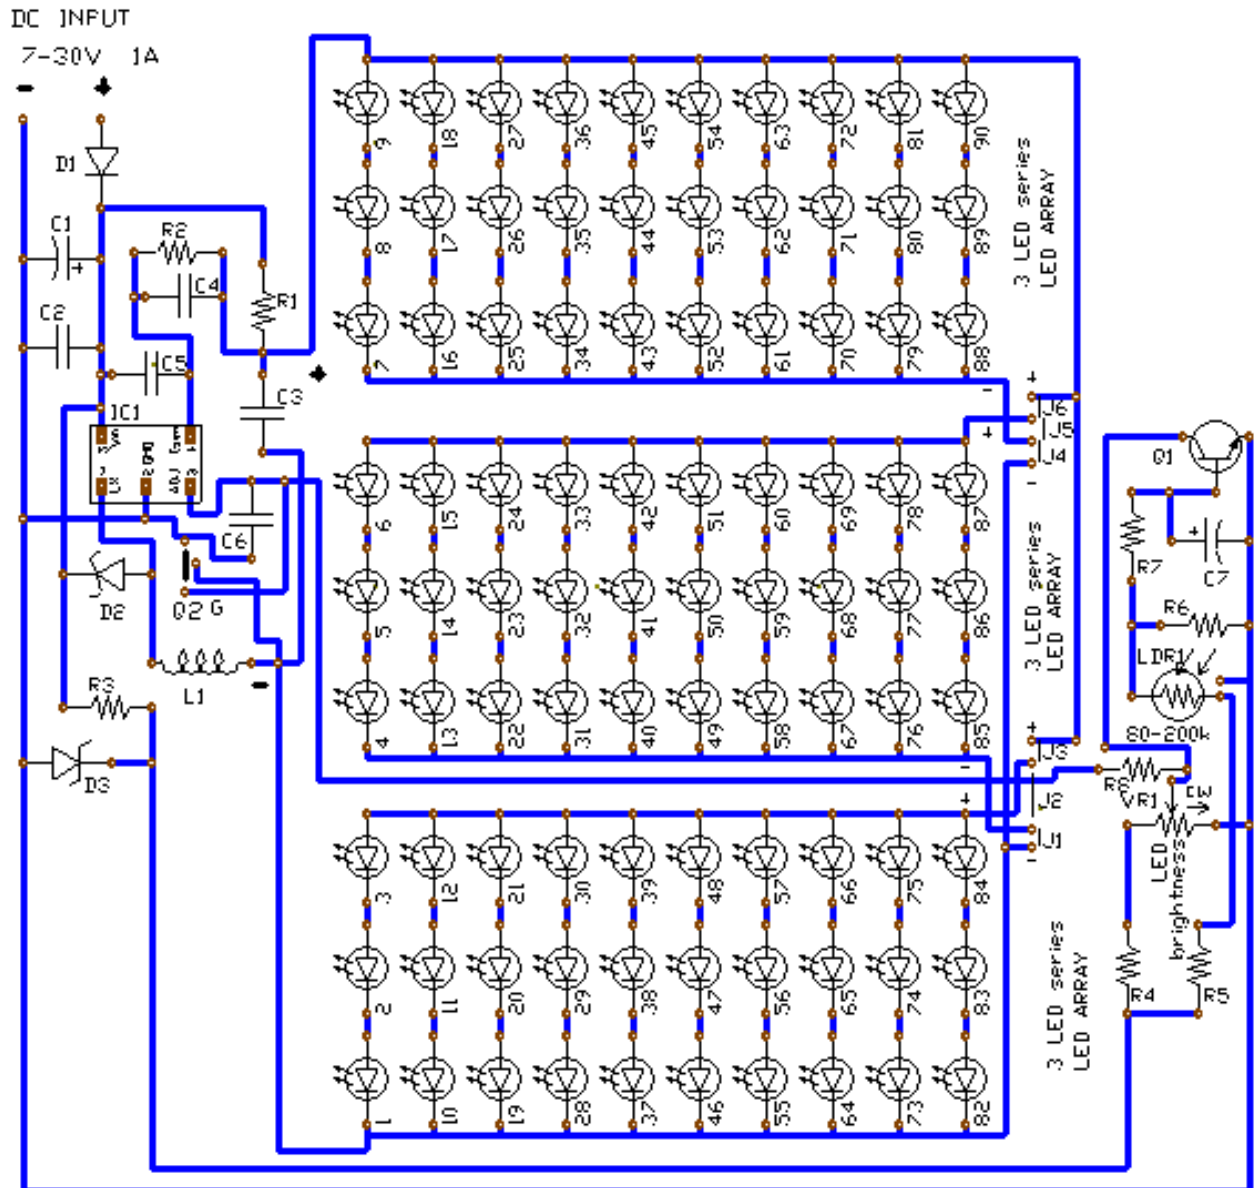 DC INPUT
7-30V 1A
- +
D1
C1
+
R2
C4
R1
C2
C5
C3
+
IC1
GND
ADJ
C6
D2
Q2 G
L1
-
R3
D3
9 18 27 36 45 54 63 72 81 90
8 17 26 35 44 53 62 71 80 89
7 16 25 34 43 52 61 70 79 88
3 LED series
LED ARRAY
-
+
+
J6
J5
J4
-
6 15 24 33 42 51 60 69 78 87
5 14 23 32 41 50 59 68 77 86
4 13 22 31 40 49 58 67 76 85
3 LED series
LED ARRAY
-
+
+
J3
J2
J1
-
3 12 21 30 39 48 57 66 75 84
2 11 20 29 38 47 56 65 74 83
1 10 19 28 37 46 55 64 73 82
3 LED series
LED ARRAY
Q1
R7
+
C7
R6
LDR1
80-200k
R8
VR1
LED
brightness
R4
R5